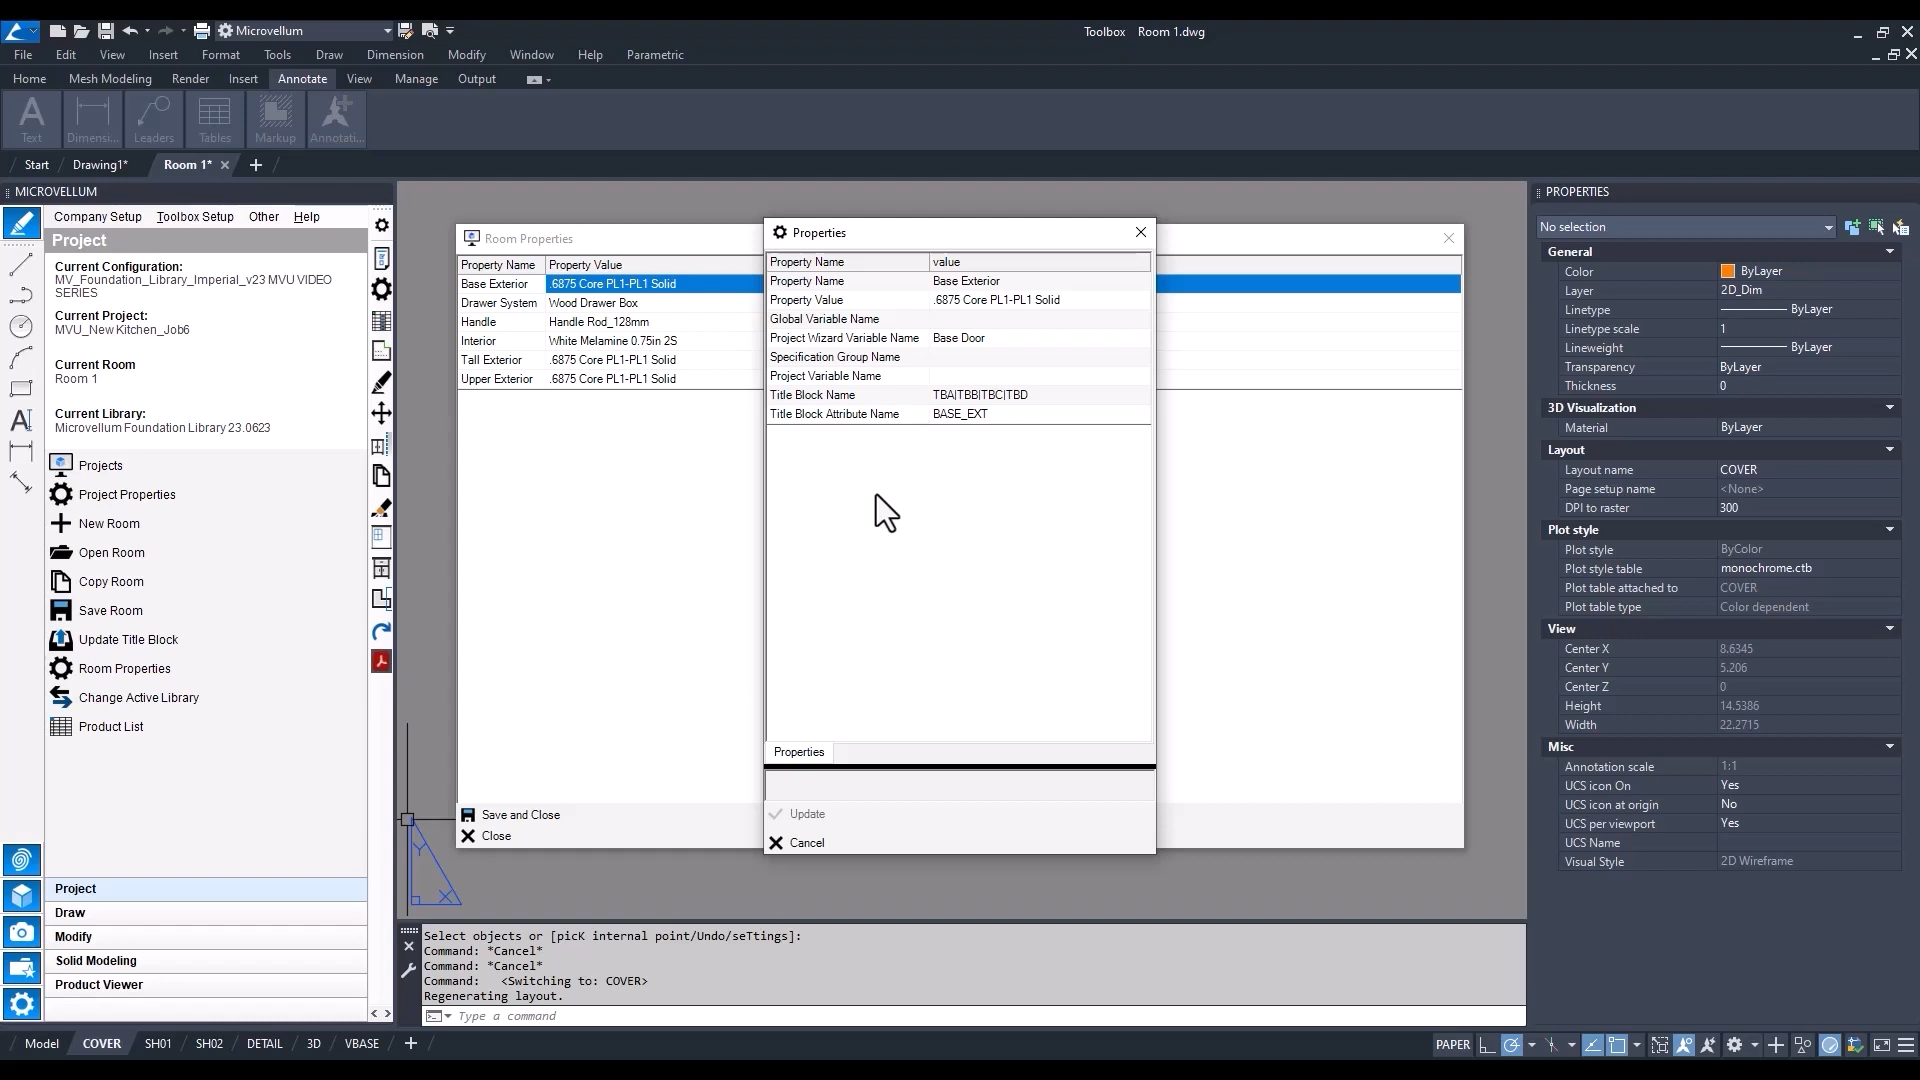 Microvellum
Toolbox Room 1.dwg
File Edit View Insert Format Tools Draw Dimension Modify Window Help Parametric
Home Mesh Modeling Render Insert Annotate View Manage Output
Text Dimensi... Leaders Tables Markup Annotati...
Start Drawing1* Room 1*
MICROVELLUM
Company Setup Toolbox Setup Other Help
Project
Current Configuration:
MV_Foundation_Library_Imperial_v23 MVU VIDEO
SERIES
Current Project:
MVU_New Kitchen_Job6
Current Room
Room 1
Current Library:
Microvellum Foundation Library 23.0623
Projects
Project Properties
New Room
Open Room
Copy Room
Save Room
Update Title Block
Room Properties
Change Active Library
Product List
Project
Draw
Modify
Solid Modeling
Product Viewer
Room Properties
Property Name Property Value
Base Exterior .6875 Core PL1-PL1 Solid
Drawer System Wood Drawer Box
Handle Handle Rod_128mm
Interior White Melamine 0.75in 2S
Tall Exterior .6875 Core PL1-PL1 Solid
Upper Exterior .6875 Core PL1-PL1 Solid
Save and Close
Close
Properties
Property Name value
Property Name Base Exterior
Property Value .6875 Core PL1-PL1 Solid
Global Variable Name
Project Wizard Variable Name Base Door
Specification Group Name
Project Variable Name
Title Block Name TBA|TBB|TBC|TBD
Title Block Attribute Name BASE_EXT
Properties
Update
Cancel
Y
X
Select objects or [picK internal point/Undo/seTtings]:
Command: *Cancel*
Command: *Cancel*
Command: <Switching to: COVER>
Regenerating layout.
Type a command
PROPERTIES
No selection
General
Color ByLayer
Layer 2D_Dim
Linetype ByLayer
Linetype scale 1
Lineweight ByLayer
Transparency ByLayer
Thickness 0
3D Visualization
Material ByLayer
Layout
Layout name COVER
Page setup name <None>
DPI to raster 300
Plot style
Plot style ByColor
Plot style table monochrome.ctb
Plot table attached to COVER
Plot table type Color dependent
View
Center X 8.6345
Center Y 5.206
Center Z 0
Height 14.5386
Width 22.2715
Misc
Annotation scale 1:1
UCS icon On Yes
UCS icon at origin No
UCS per viewport Yes
UCS Name
Visual Style 2D Wireframe
Model COVER SH01 SH02 DETAIL 3D VBASE
PAPER